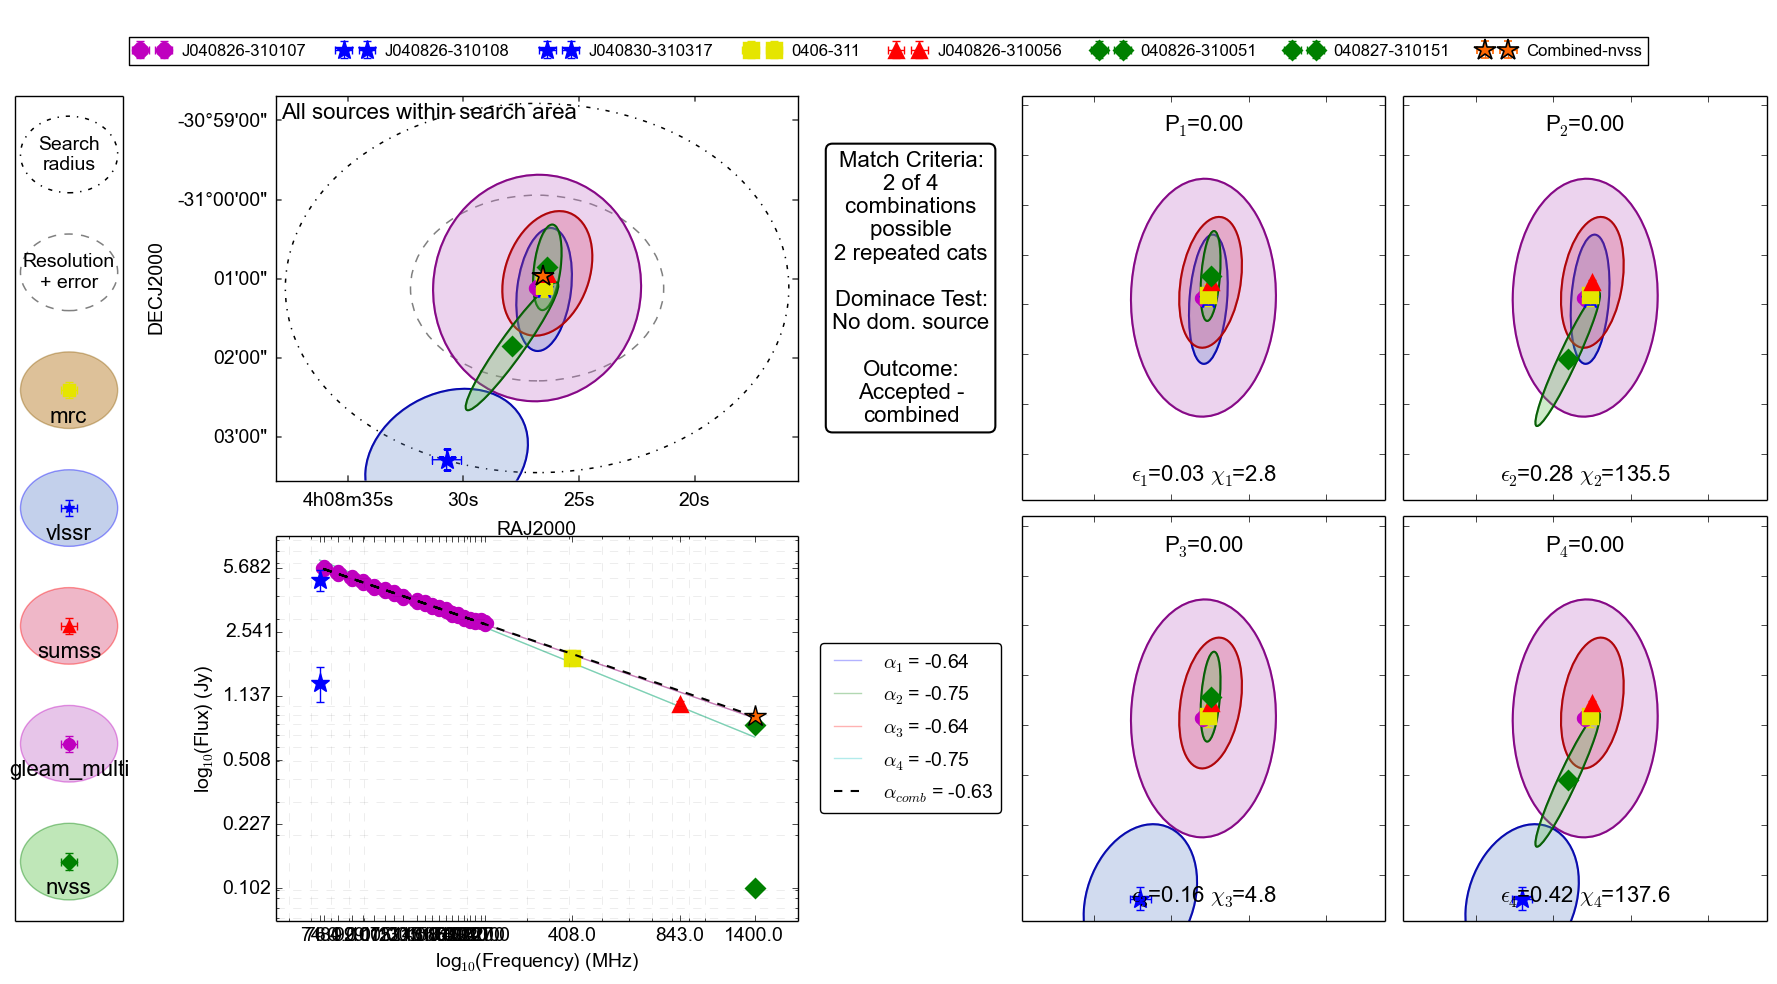 J040826-310107 J040826-310108 J040830-310317 0406-311 J040826-310056 040826-310051 040827-310151 Combined-nvss
Search
radius
Resolution
+ error
mrc
vlssr
sumss
gleam_multi
nvss
All sources within search area
DECJ2000
-30°59'00"
-31°00'00"
01'00"
02'00"
03'00"
4h08m35s 30s 25s 20s
RAJ2000
Match Criteria:
2 of 4
combinations
possible
2 repeated cats
Dominace Test:
No dom. source
Outcome:
Accepted -
combined
log₁₀(Flux) (Jy)
5.682
2.541
1.137
0.508
0.227
0.102
408.0 843.0 1400.0
log₁₀(Frequency) (MHz)
α₁ = -0.64
α₂ = -0.75
α₃ = -0.64
α₄ = -0.75
α_comb = -0.63
P₁=0.00
ϵ₁=0.03 χ₁=2.8
P₂=0.00
ϵ₂=0.28 χ₂=135.5
P₃=0.00
ϵ₃=0.16 χ₃=4.8
P₄=0.00
ϵ₄=0.42 χ₄=137.6